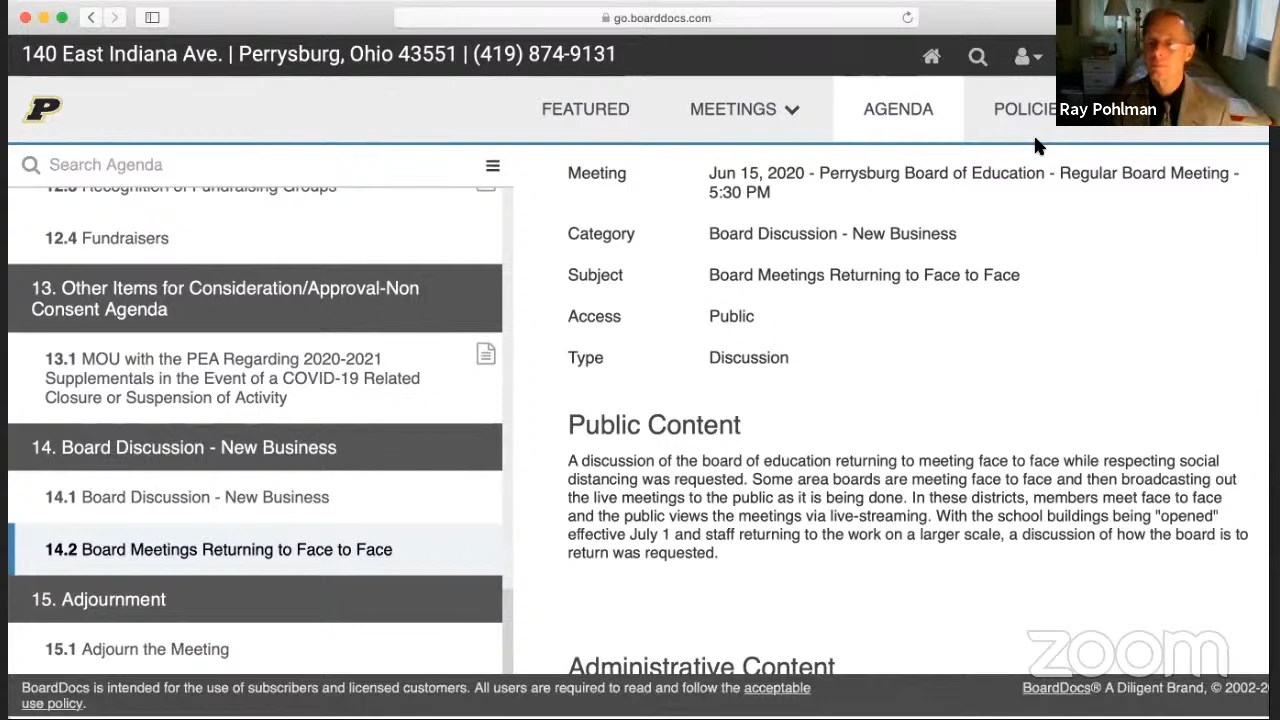 go.boarddocs.com
140 East Indiana Ave. | Perrysburg, Ohio 43551 | (419) 874-9131
P
FEATURED
MEETINGS
AGENDA
POLICIE
Ray Pohlman
Search Agenda
12.3 Recognition of Fundraising Groups
12.4 Fundraisers
13. Other Items for Consideration/Approval-Non
Consent Agenda
13.1 MOU with the PEA Regarding 2020-2021
Supplementals in the Event of a COVID-19 Related
Closure or Suspension of Activity
14. Board Discussion - New Business
14.1 Board Discussion - New Business
14.2 Board Meetings Returning to Face to Face
15. Adjournment
15.1 Adjourn the Meeting
Meeting
Jun 15, 2020 - Perrysburg Board of Education - Regular Board Meeting -
5:30 PM
Category
Board Discussion - New Business
Subject
Board Meetings Returning to Face to Face
Access
Public
Type
Discussion
Public Content
A discussion of the board of education returning to meeting face to face while respecting social
distancing was requested. Some area boards are meeting face to face and then broadcasting out
the live meetings to the public as it is being done. In these districts, members meet face to face
and the public views the meetings via live-streaming. With the school buildings being "opened"
effective July 1 and staff returning to the work on a larger scale, a discussion of how the board is to
return was requested.
Administrative Content
zoom
BoardDocs is intended for the use of subscribers and licensed customers. All users are required to read and follow the acceptable
use policy.
BoardDocs® A Diligent Brand, © 2002-2